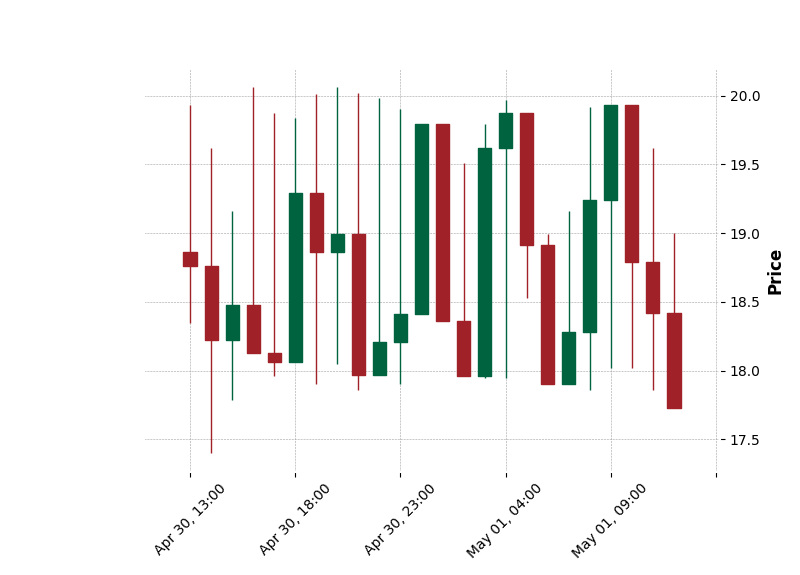 20.0
19.5
19.0
18.5
18.0
17.5
Price
Apr 30, 13:00
Apr 30, 18:00
Apr 30, 23:00
May 01, 04:00
May 01, 09:00